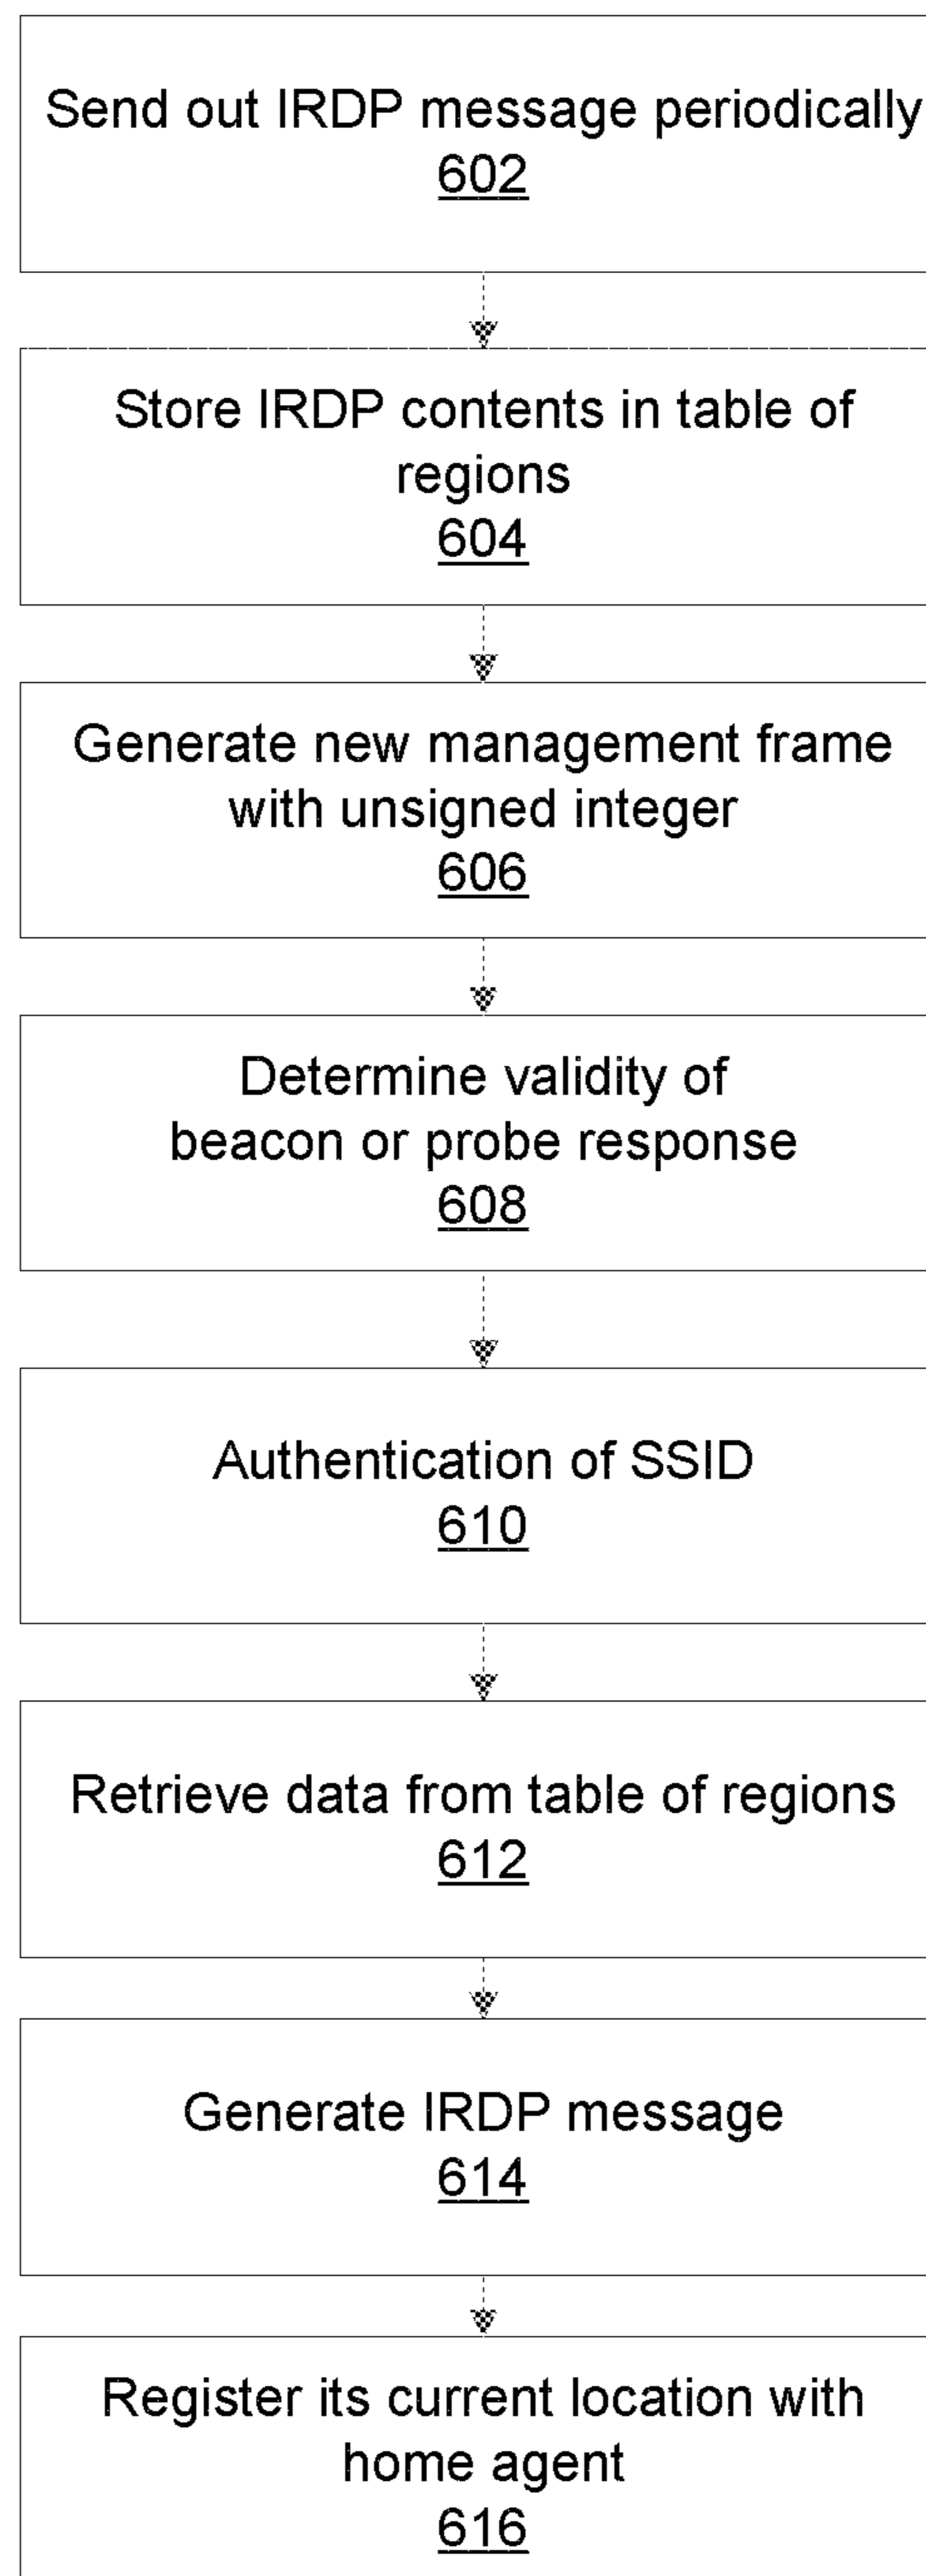 Send out IRDP message periodically
602
Store IRDP contents in table of
regions
604
Generate new management frame
with unsigned integer
606
Determine validity of
beacon or probe response
608
Authentication of SSID
610
Retrieve data from table of regions
612
Generate IRDP message
614
Register its current location with
home agent
616